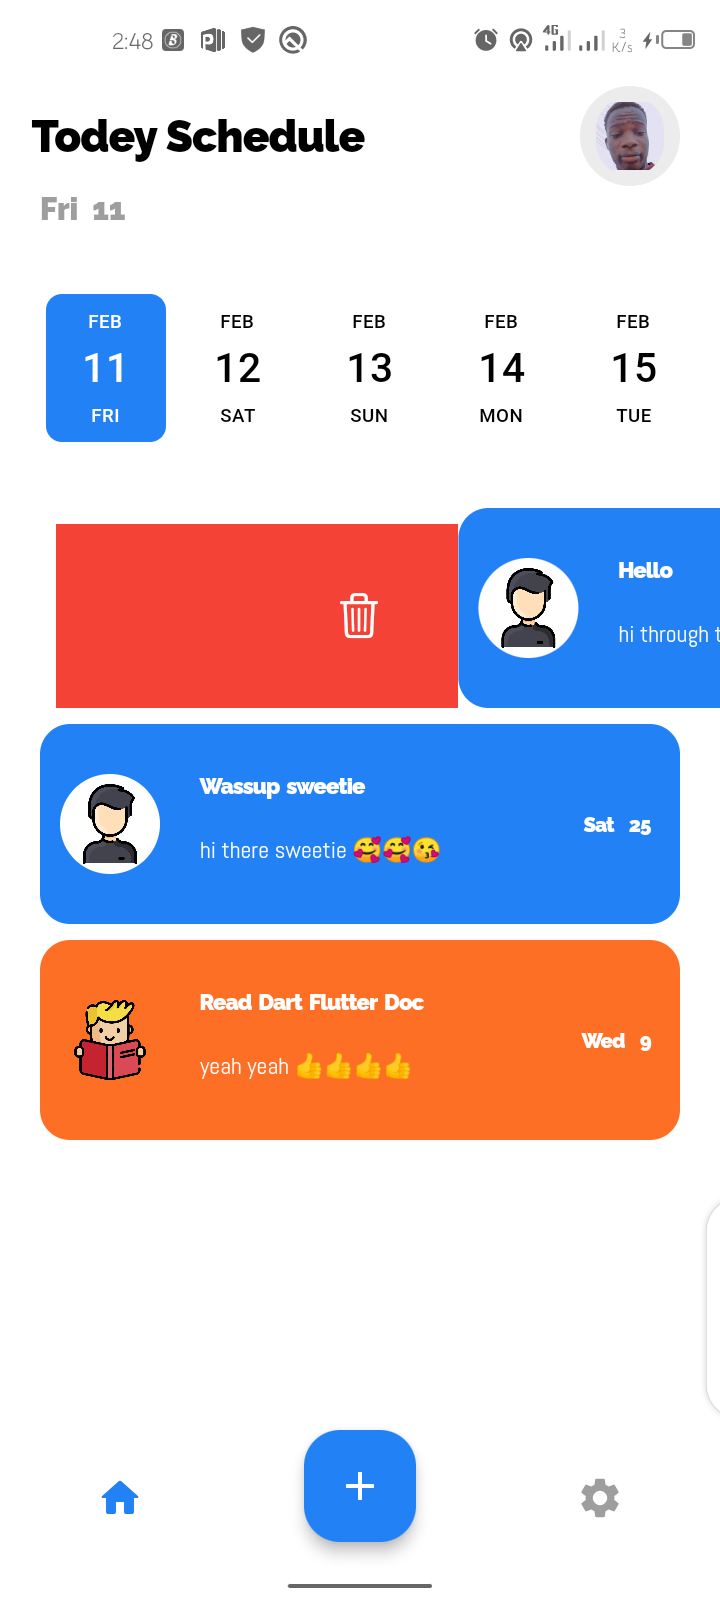 2:48 4G 3 K/s
Todey Schedule
Fri 11
FEB FEB FEB FEB FEB
11 12 13 14 15
FRI SAT SUN MON TUE
Hello
hi through t
Wassup sweetie
hi there sweetie 🥰🥰😘
Sat 25
Read Dart Flutter Doc
yeah yeah 👍👍👍👍
Wed 9